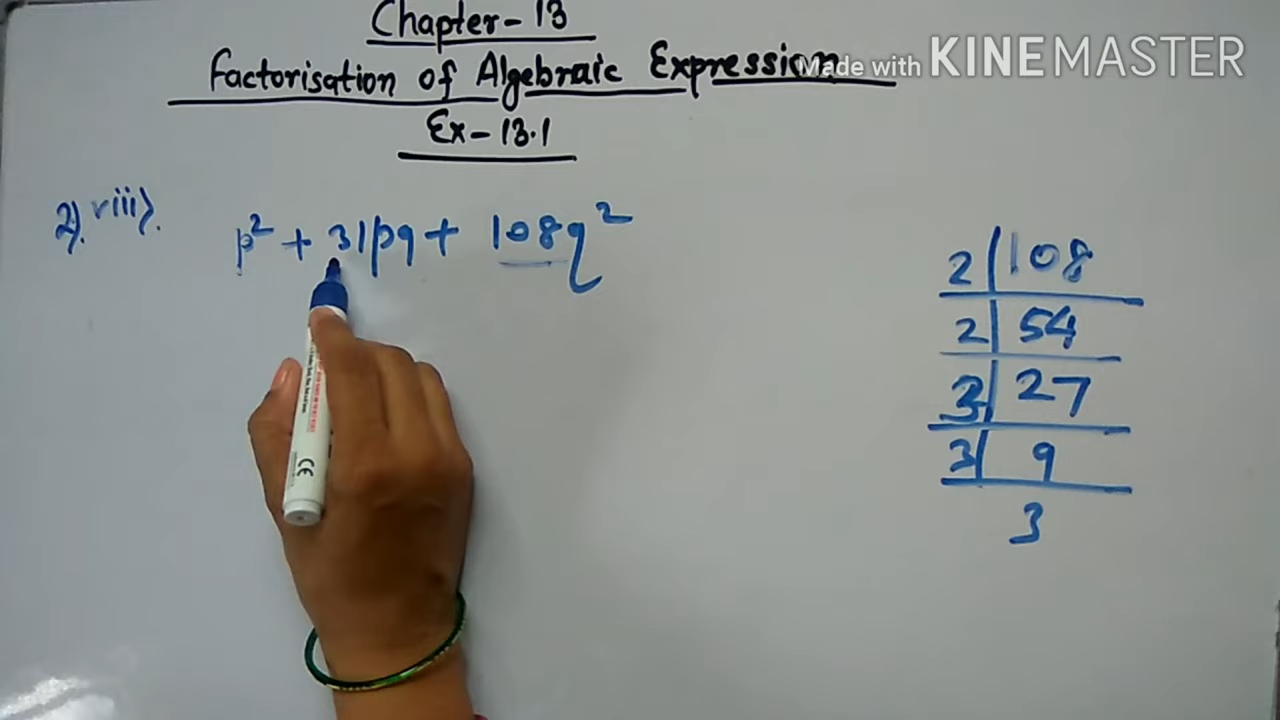 Chapter - 13
Factorisation of Algebraic Expression
Made with KINEMASTER
Ex - 13.1
2). viii).
p² + 31pq + 108q²
2 | 108
2 | 54
3 | 27
3 | 9
3
CE